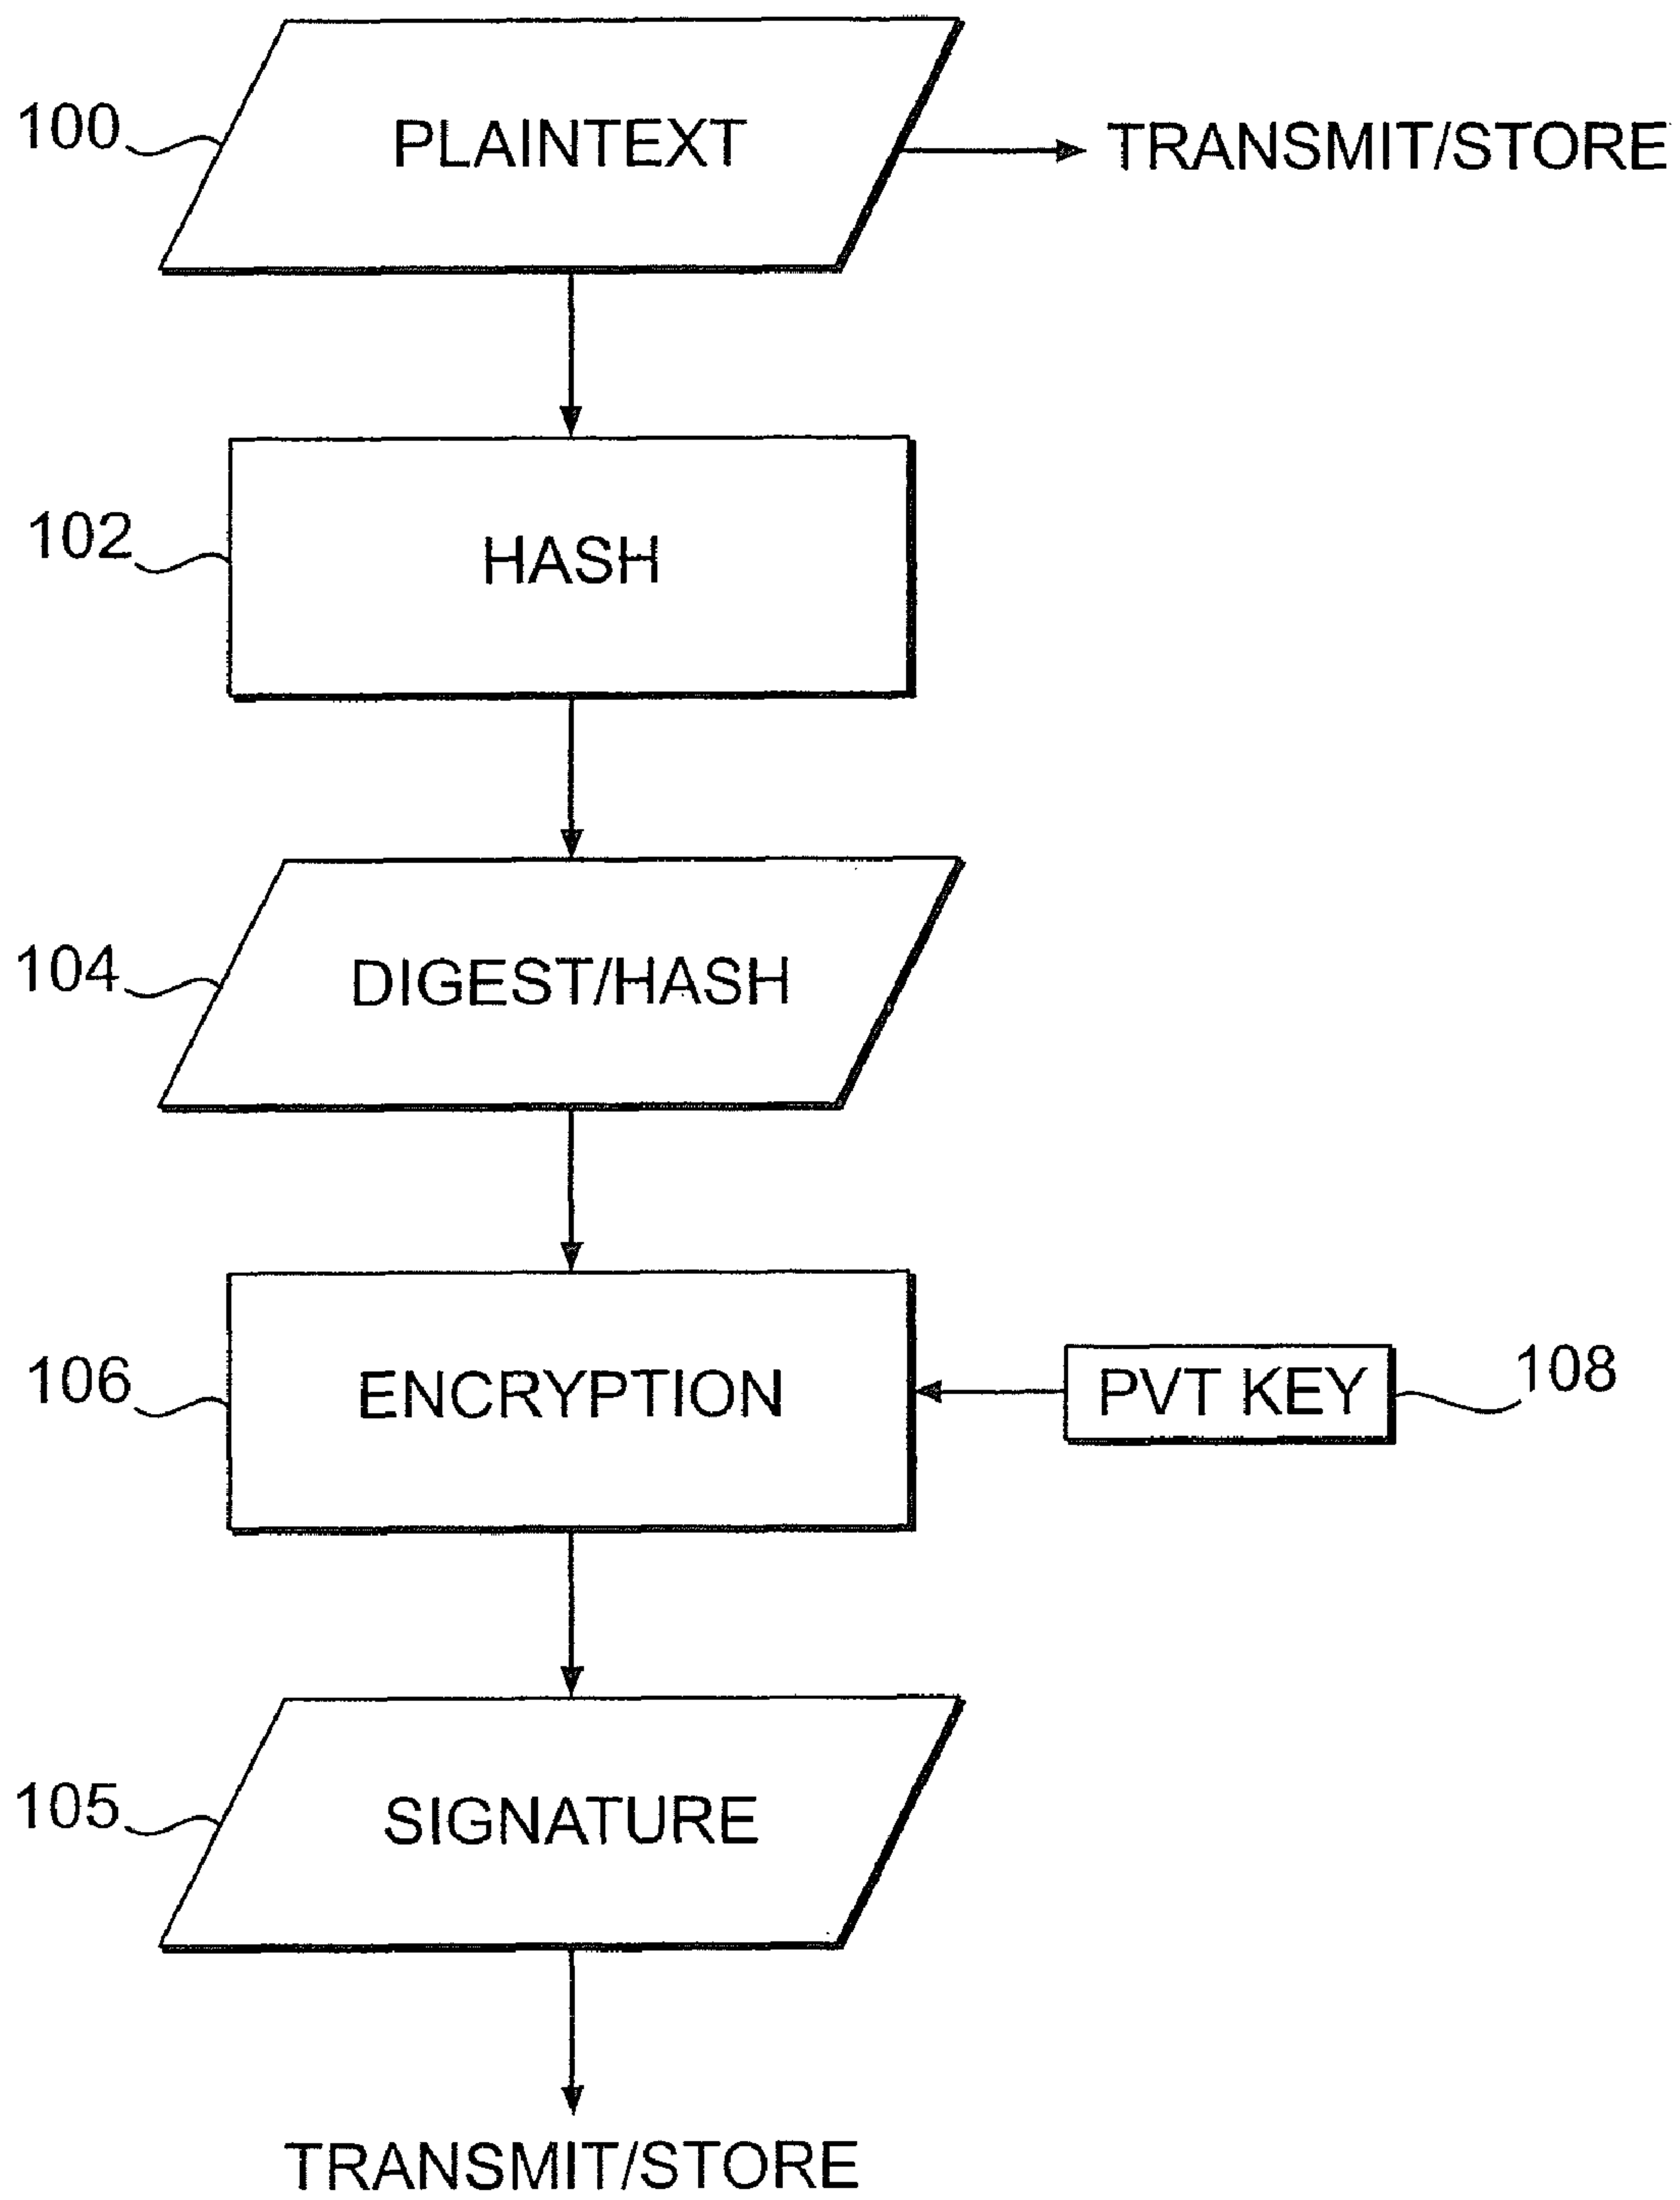 100
PLAINTEXT
TRANSMIT/STORE
102
HASH
104
DIGEST/HASH
106
ENCRYPTION
PVT KEY
108
105
SIGNATURE
TRANSMIT/STORE